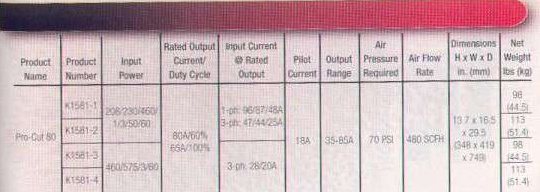 Product Name
Product Number
Input Power
Rated Output Current/ Duty Cycle
Input Current @ Rated Output
Pilot Current
Output Range
Air Pressure Required
Air Flow Rate
Dimensions H x W x D in. (mm)
Net Weight lbs (kg)
Pro-Cut 80
K1581-1
K1581-2
K1581-3
K1581-4
208/230/460/
1/3/50/60
460/575/3/60
80A/60%
65A/100%
1-ph: 96/87/48A
3-ph: 47/44/25A
3-ph: 28/20A
18A
35-85A
70 PSI
480 SCFH
13.7 x 16.5
x 29.5
(348 x 419
x 749)
98
(44.5)
113
(51.4)
98
(44.5)
113
(51.4)